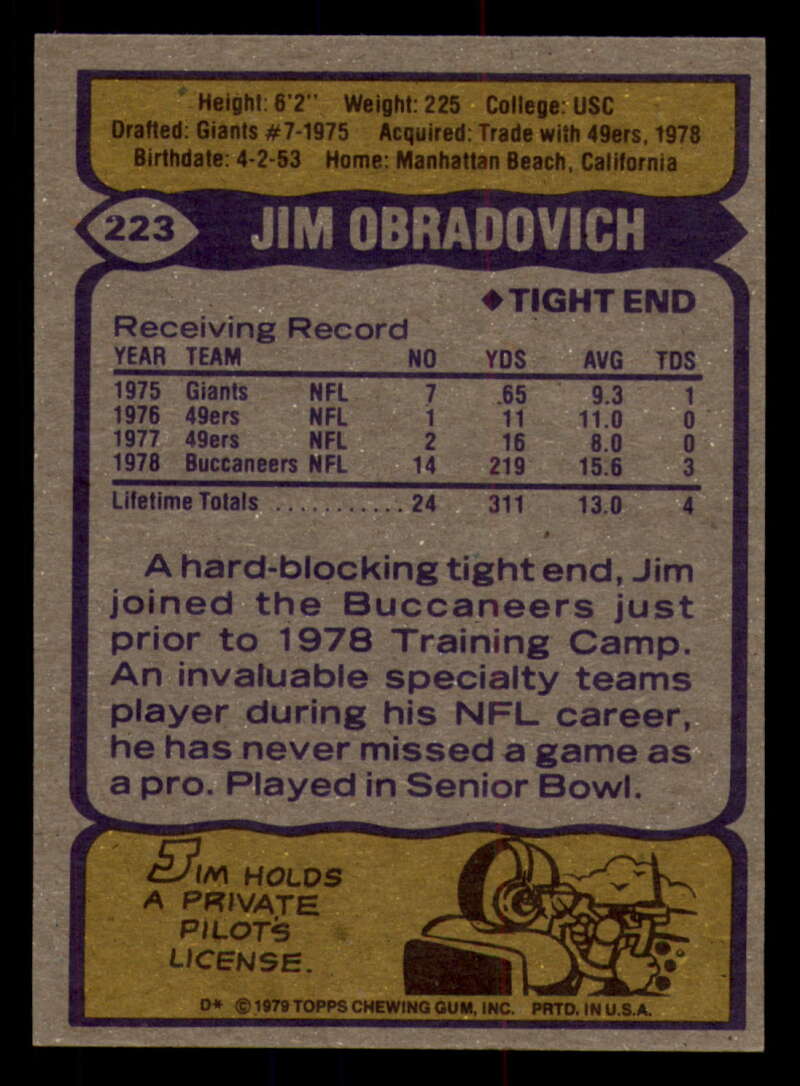 Height: 6'2" Weight: 225 College: USC
Drafted: Giants #7-1975 Acquired: Trade with 49ers, 1978
Birthdate: 4-2-53 Home: Manhattan Beach, California
223 JIM OBRADOVICH
◆TIGHT END
Receiving Record
YEAR TEAM NO YDS AVG TDS
1975 Giants NFL 7 65 9.3 1
1976 49ers NFL 1 11 11.0 0
1977 49ers NFL 2 16 8.0 0
1978 Buccaneers NFL 14 219 15.6 3
Lifetime Totals ........... 24 311 13.0 4
A hard-blocking tight end, Jim
joined the Buccaneers just
prior to 1978 Training Camp.
An invaluable specialty teams
player during his NFL career,
he has never missed a game as
a pro. Played in Senior Bowl.
JIM HOLDS
A PRIVATE
PILOT'S
LICENSE.
D* © 1979 TOPPS CHEWING GUM, INC. PRTD. IN U.S.A.